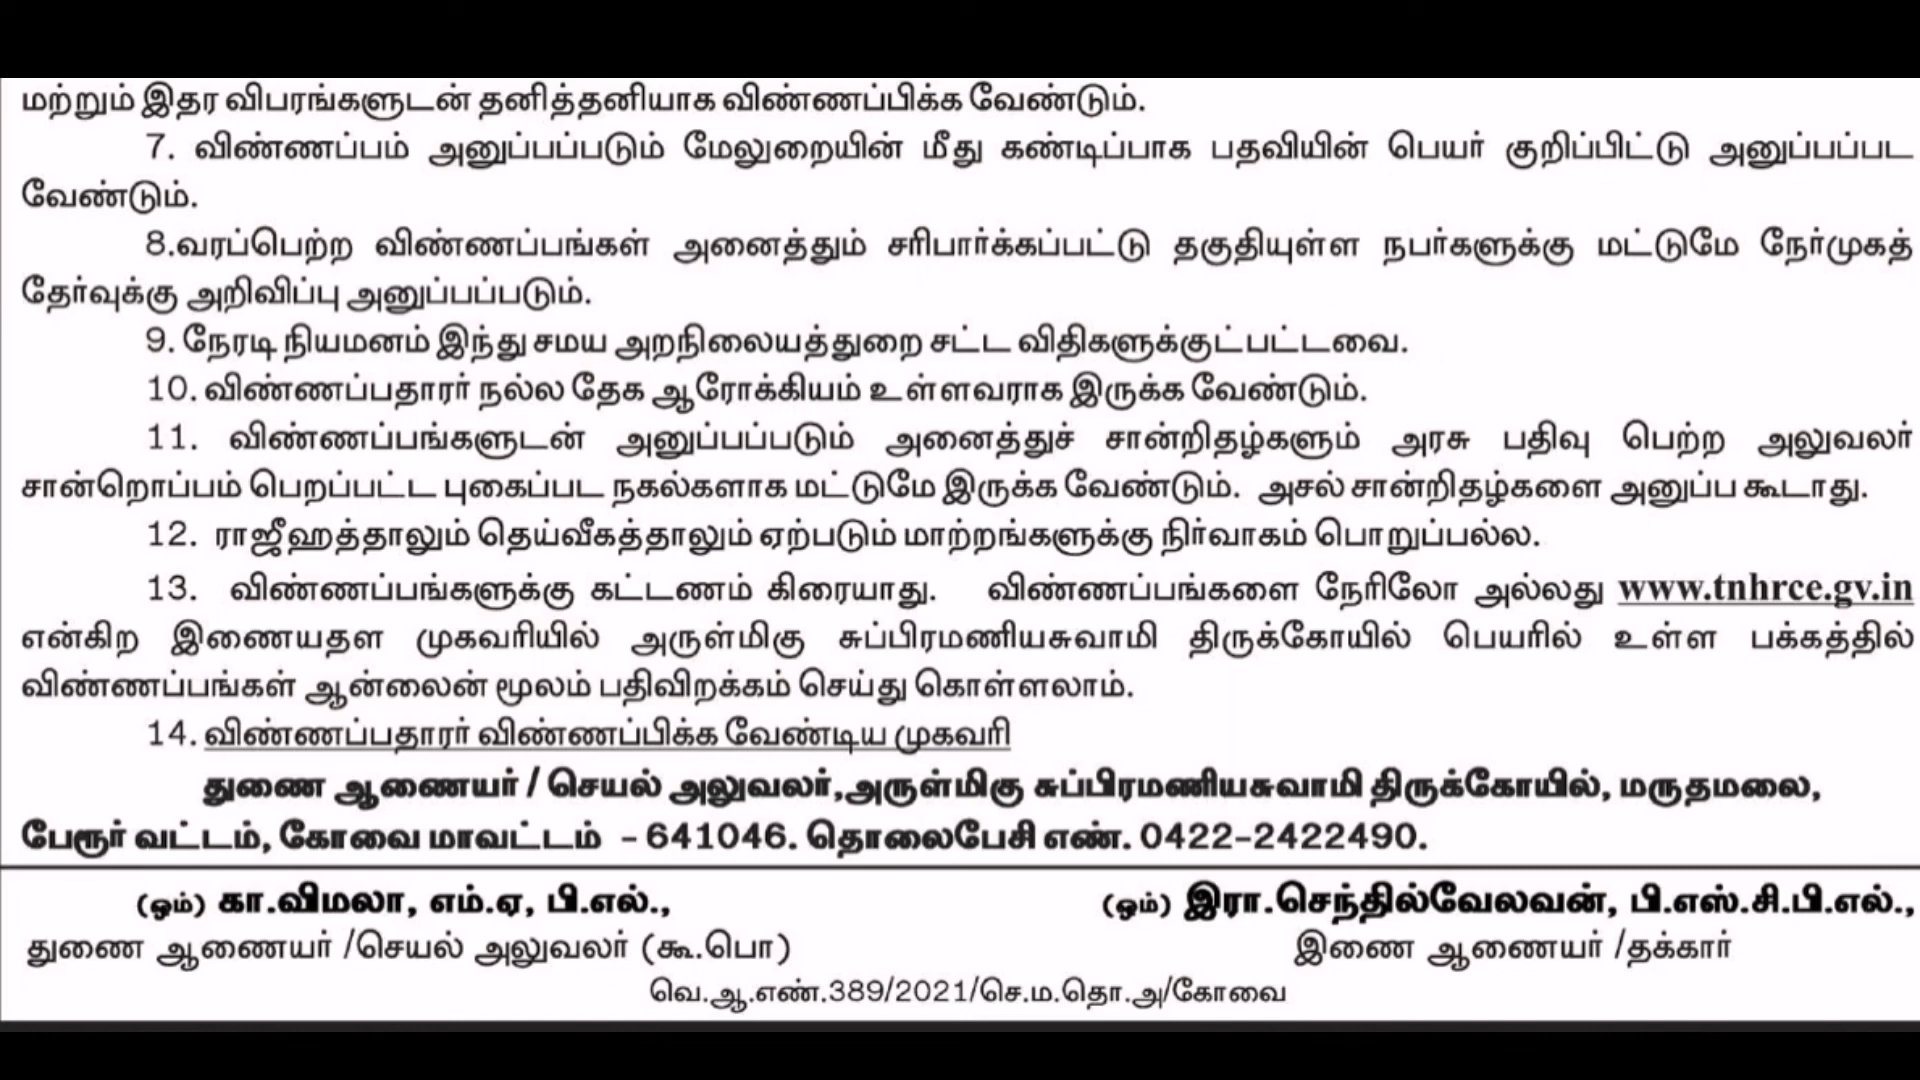 மற்றும் இதர விபரங்களுடன் தனித்தனியாக விண்ணப்பிக்க வேண்டும்.
7. விண்ணப்பம் அனுப்பப்படும் மேலுறையின் மீது கண்டிப்பாக பதவியின் பெயர் குறிப்பிட்டு அனுப்பப்பட
வேண்டும்.
8.வரப்பெற்ற விண்ணப்பங்கள் அனைத்தும் சரிபார்க்கப்பட்டு தகுதியுள்ள நபர்களுக்கு மட்டுமே நேர்முகத்
தேர்வுக்கு அறிவிப்பு அனுப்பப்படும்.
9. நேரடி நியமனம் இந்து சமய அறநிலையத்துறை சட்ட விதிகளுக்குட்பட்டவை.
10. விண்ணப்பதாரர் நல்ல தேக ஆரோக்கியம் உள்ளவராக இருக்க வேண்டும்.
11. விண்ணப்பங்களுடன் அனுப்பப்படும் அனைத்துச் சான்றிதழ்களும் அரசு பதிவு பெற்ற அலுவலர்
சான்றொப்பம் பெறப்பட்ட புகைப்பட நகல்களாக மட்டுமே இருக்க வேண்டும். அசல் சான்றிதழ்களை அனுப்ப கூடாது.
12. ராஜீஹத்தாலும் தெய்வீகத்தாலும் ஏற்படும் மாற்றங்களுக்கு நிர்வாகம் பொறுப்பல்ல.
13. விண்ணப்பங்களுக்கு கட்டணம் கிரையாது. விண்ணப்பங்களை நேரிலோ அல்லது www.tnhrce.gv.in
என்கிற இணையதள முகவரியில் அருள்மிகு சுப்பிரமணியசுவாமி திருக்கோயில் பெயரில் உள்ள பக்கத்தில்
விண்ணப்பங்கள் ஆன்லைன் மூலம் பதிவிறக்கம் செய்து கொள்ளலாம்.
14. விண்ணப்பதாரர் விண்ணப்பிக்க வேண்டிய முகவரி
துணை ஆணையர் / செயல் அலுவலர்,அருள்மிகு சுப்பிரமணியசுவாமி திருக்கோயில், மருதமலை,
பேரூர் வட்டம், கோவை மாவட்டம் - 641046. தொலைபேசி எண். 0422-2422490.
(ஒம்) கா.விமலா, எம்.ஏ, பி.எல்., (ஒம்) இரா.செந்தில்வேலவன், பி.எஸ்.சி.பி.எல்.,
துணை ஆணையர் /செயல் அலுவலர் (கூ.பொ) இணை ஆணையர் /தக்கார்
வெ.ஆ.எண்.389/2021/செ.ம.தொ.அ/கோவை